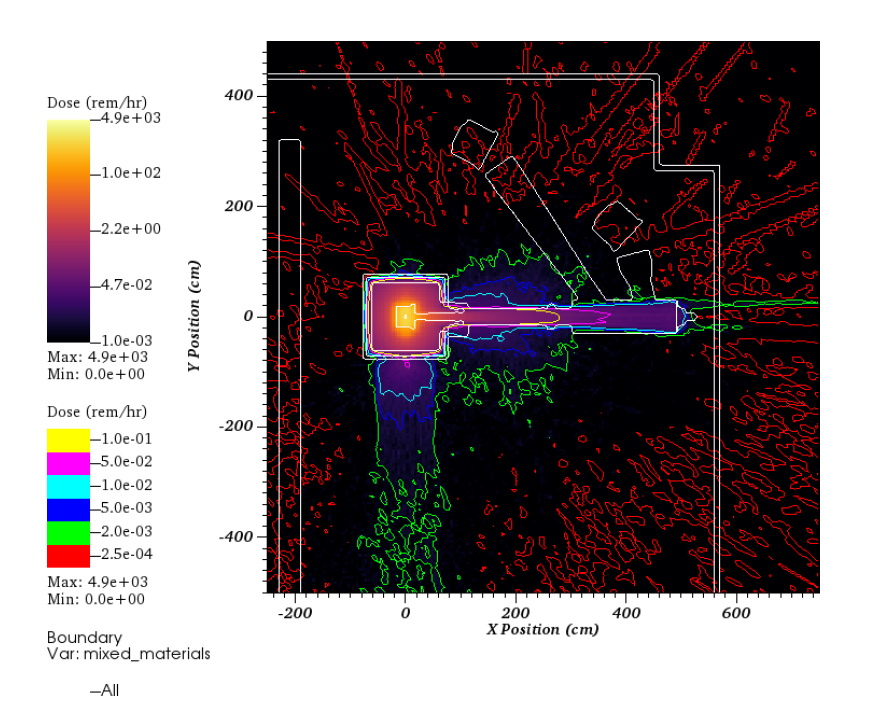 Dose (rem/hr)
4.9e+03
1.0e+02
2.2e+00
4.7e-02
1.0e-03
Max: 4.9e+03
Min: 0.0e+00
Dose (rem/hr)
1.0e-01
5.0e-02
1.0e-02
5.0e-03
2.0e-03
2.5e-04
Max: 4.9e+03
Min: 0.0e+00
Boundary
Var: mixed_materials
All
Y Position (cm)
400
200
0
-200
-400
-200 0 200 400 600
X Position (cm)